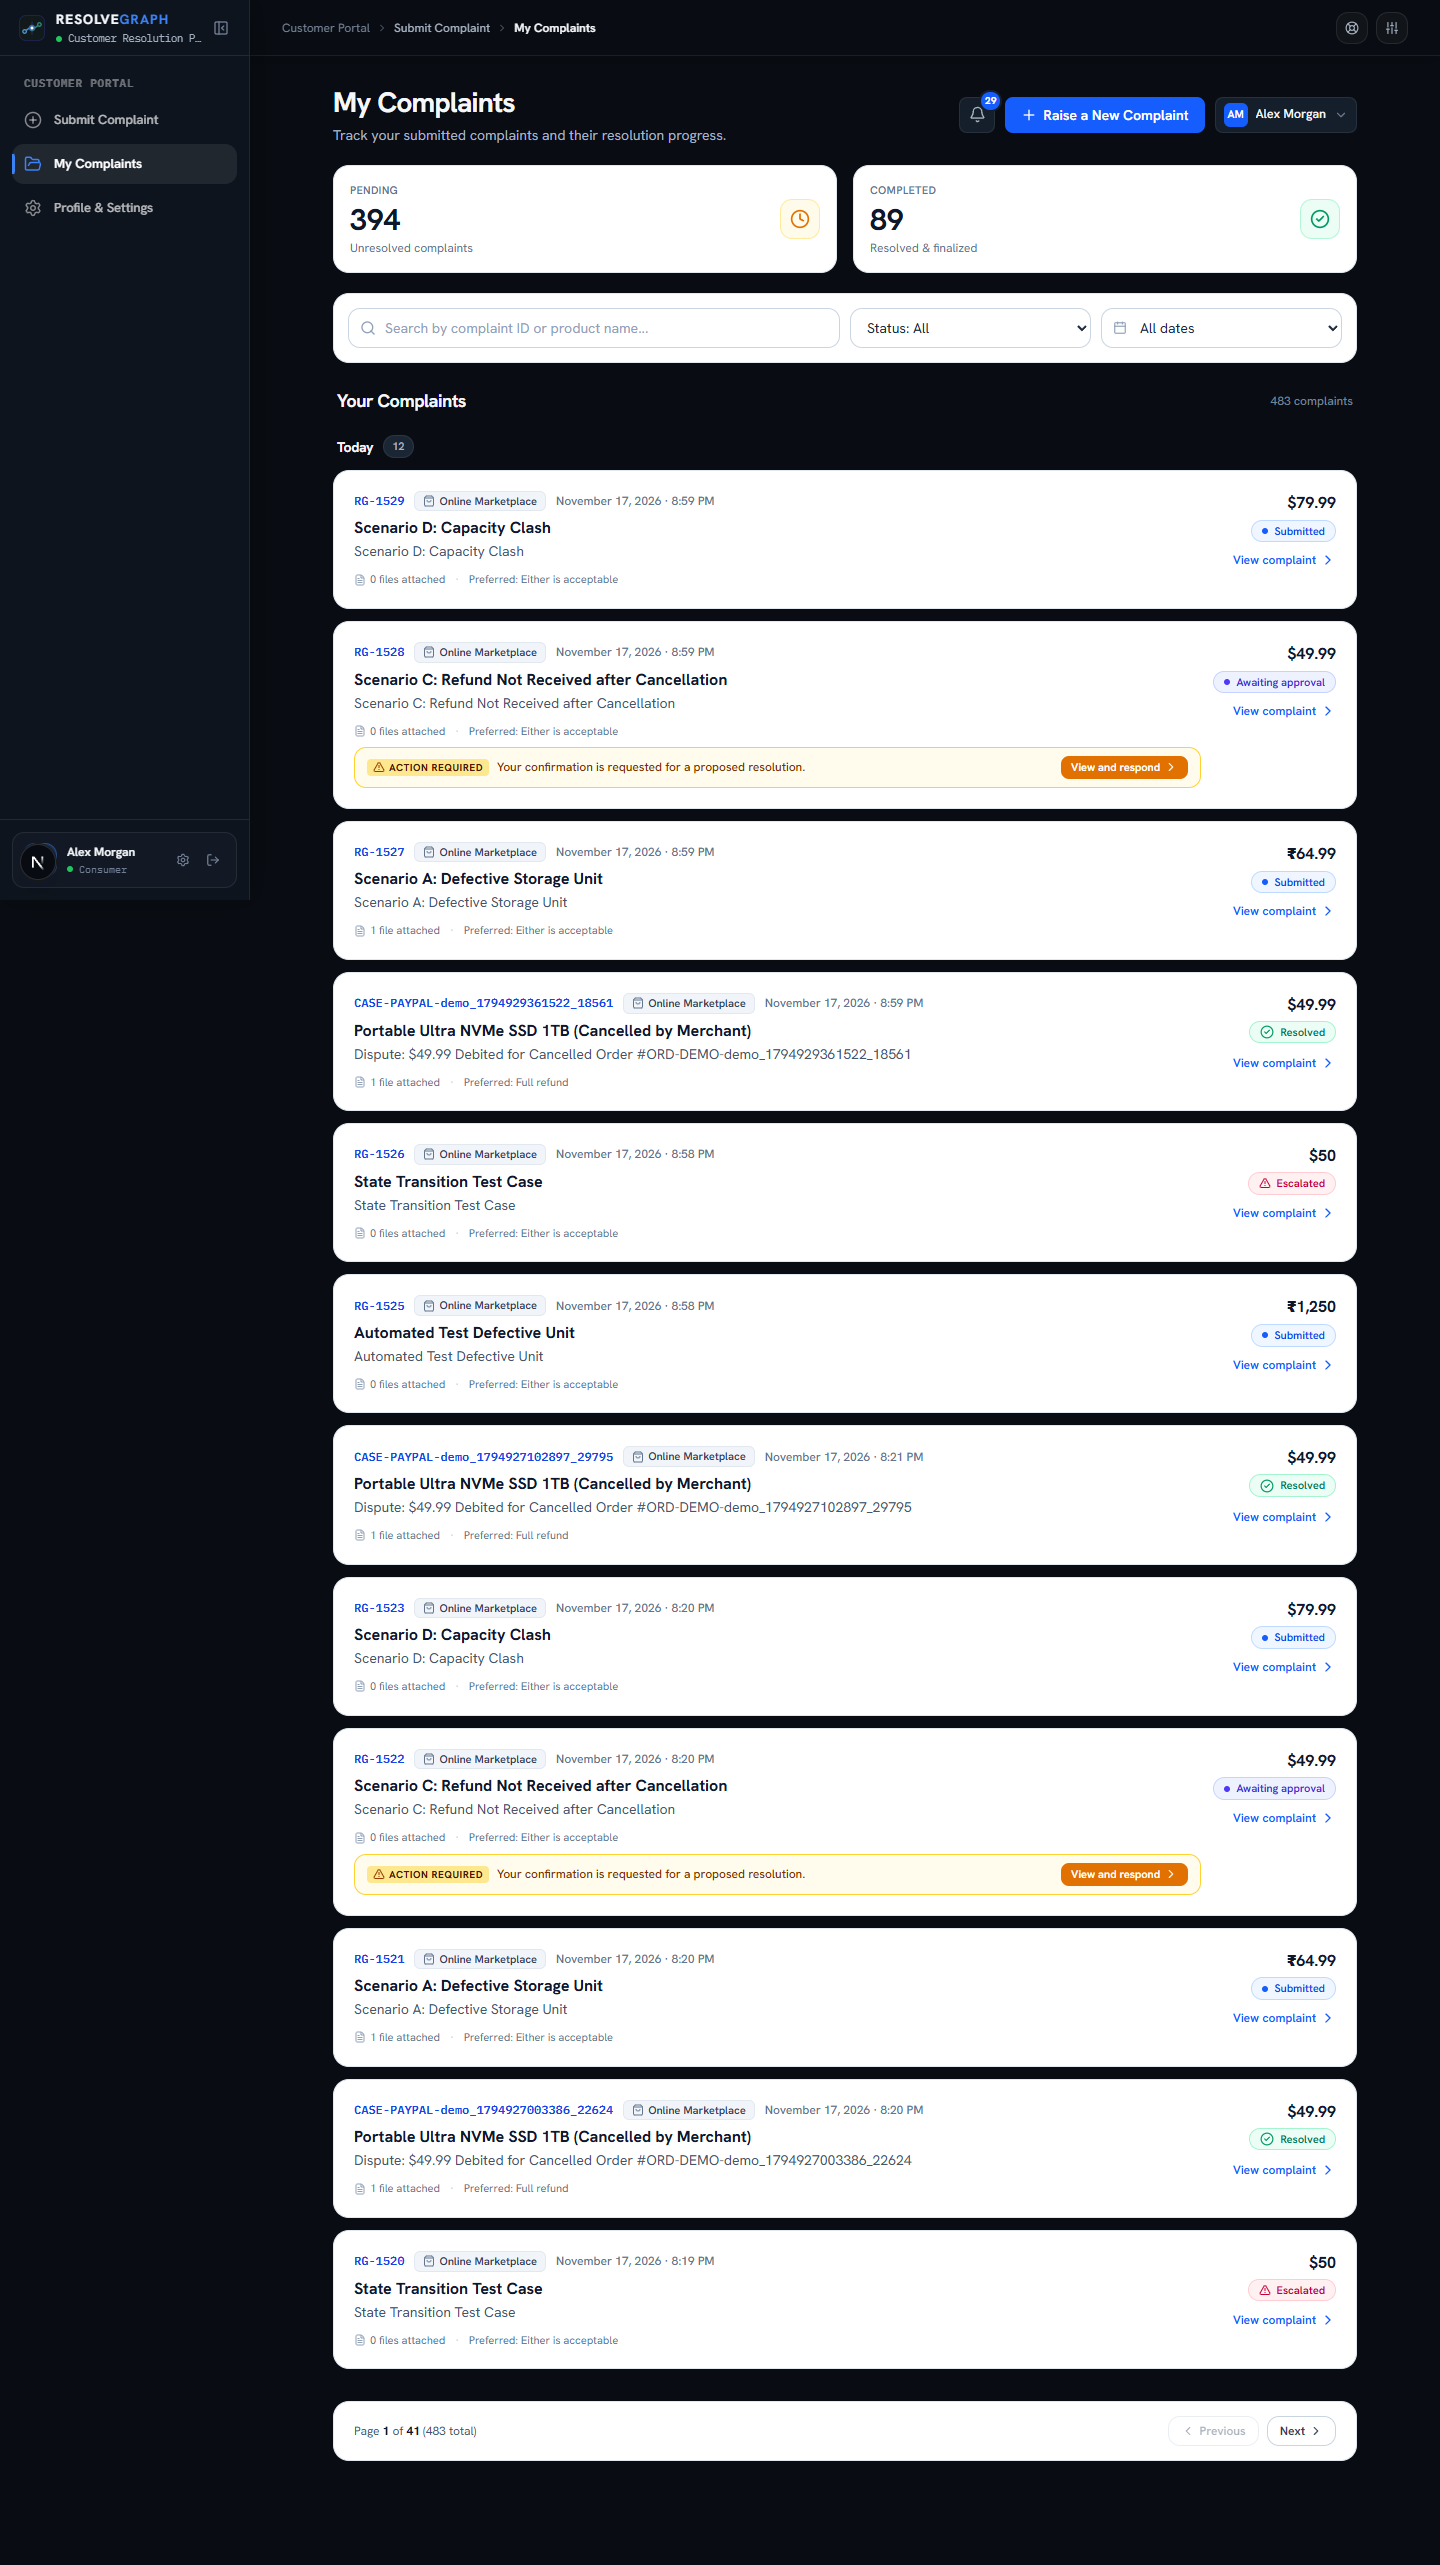 RESOLVEGRAPH
Customer Resolution P…
Customer Portal > Submit Complaint > My Complaints
CUSTOMER PORTAL
Submit Complaint
My Complaints
Profile & Settings
N
Alex Morgan
Consumer
My Complaints
Track your submitted complaints and their resolution progress.
29
+ Raise a New Complaint
AM Alex Morgan
PENDING
394
Unresolved complaints
COMPLETED
89
Resolved & finalized
Search by complaint ID or product name...
Status: All
All dates
Your Complaints
483 complaints
Today 12
RG-1529 Online Marketplace November 17, 2026 · 8:59 PM
$79.99
Scenario D: Capacity Clash
Submitted
Scenario D: Capacity Clash
View complaint >
0 files attached · Preferred: Either is acceptable
RG-1528 Online Marketplace November 17, 2026 · 8:59 PM
$49.99
Scenario C: Refund Not Received after Cancellation
Awaiting approval
Scenario C: Refund Not Received after Cancellation
View complaint >
0 files attached · Preferred: Either is acceptable
ACTION REQUIRED Your confirmation is requested for a proposed resolution. View and respond >
RG-1527 Online Marketplace November 17, 2026 · 8:59 PM
₹64.99
Scenario A: Defective Storage Unit
Submitted
Scenario A: Defective Storage Unit
View complaint >
1 file attached · Preferred: Either is acceptable
CASE-PAYPAL-demo_1794929361522_18561 Online Marketplace November 17, 2026 · 8:59 PM
$49.99
Portable Ultra NVMe SSD 1TB (Cancelled by Merchant)
Resolved
Dispute: $49.99 Debited for Cancelled Order #ORD-DEMO-demo_1794929361522_18561
View complaint >
1 file attached · Preferred: Full refund
RG-1526 Online Marketplace November 17, 2026 · 8:58 PM
$50
State Transition Test Case
Escalated
State Transition Test Case
View complaint >
0 files attached · Preferred: Either is acceptable
RG-1525 Online Marketplace November 17, 2026 · 8:58 PM
₹1,250
Automated Test Defective Unit
Submitted
Automated Test Defective Unit
View complaint >
0 files attached · Preferred: Either is acceptable
CASE-PAYPAL-demo_1794927102897_29795 Online Marketplace November 17, 2026 · 8:21 PM
$49.99
Portable Ultra NVMe SSD 1TB (Cancelled by Merchant)
Resolved
Dispute: $49.99 Debited for Cancelled Order #ORD-DEMO-demo_1794927102897_29795
View complaint >
1 file attached · Preferred: Full refund
RG-1523 Online Marketplace November 17, 2026 · 8:20 PM
$79.99
Scenario D: Capacity Clash
Submitted
Scenario D: Capacity Clash
View complaint >
0 files attached · Preferred: Either is acceptable
RG-1522 Online Marketplace November 17, 2026 · 8:20 PM
$49.99
Scenario C: Refund Not Received after Cancellation
Awaiting approval
Scenario C: Refund Not Received after Cancellation
View complaint >
0 files attached · Preferred: Either is acceptable
ACTION REQUIRED Your confirmation is requested for a proposed resolution. View and respond >
RG-1521 Online Marketplace November 17, 2026 · 8:20 PM
₹64.99
Scenario A: Defective Storage Unit
Submitted
Scenario A: Defective Storage Unit
View complaint >
1 file attached · Preferred: Either is acceptable
CASE-PAYPAL-demo_1794927003386_22624 Online Marketplace November 17, 2026 · 8:20 PM
$49.99
Portable Ultra NVMe SSD 1TB (Cancelled by Merchant)
Resolved
Dispute: $49.99 Debited for Cancelled Order #ORD-DEMO-demo_1794927003386_22624
View complaint >
1 file attached · Preferred: Full refund
RG-1520 Online Marketplace November 17, 2026 · 8:19 PM
$50
State Transition Test Case
Escalated
State Transition Test Case
View complaint >
0 files attached · Preferred: Either is acceptable
Page 1 of 41 (483 total)
< Previous
Next >